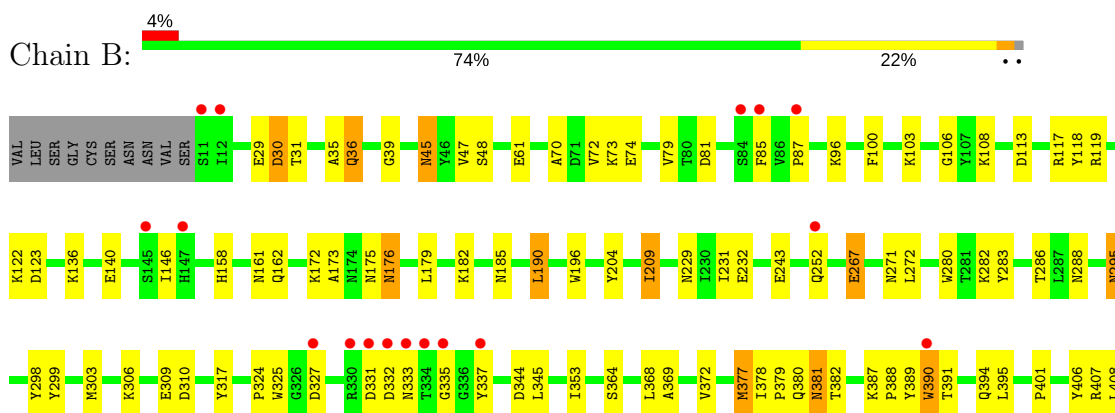 4%
Chain B:
74% 22% • •
VAL LEU SER GLY CYS SER ASN ASN VAL SER S11 I12 E29 D30 T31 A35 Q36 G39 N45 Y46 V47 S48 E61 A70 D71 V72 K73 E74 V79 T80 D81 S84 F85 V86 P87 K96 F100 K103 G106 Y107 K108 D113 R117 Y118 R119
K122 D123 K136 E140 S145 I146 H147 H158 N161 Q162 K172 A173 N174 N175 N176 L179 K182 N185 L190 W196 Y204 I209 N229 I230 I231 E232 E243 Q252 E267 N271 L272 W280 T281 K282 Y283 T286 L287 N288
Y298 Y299 M303 K306 E309 D310 Y317 P324 W325 G326 D327 R330 D331 D332 N333 T334 G335 G336 Y337 D344 L345 I353 S364 L368 A369 V372 M377 I378 P379 Q380 N381 T382 K387 P388 Y389 W390 T391 Q394 L395 P401 Y406 R407